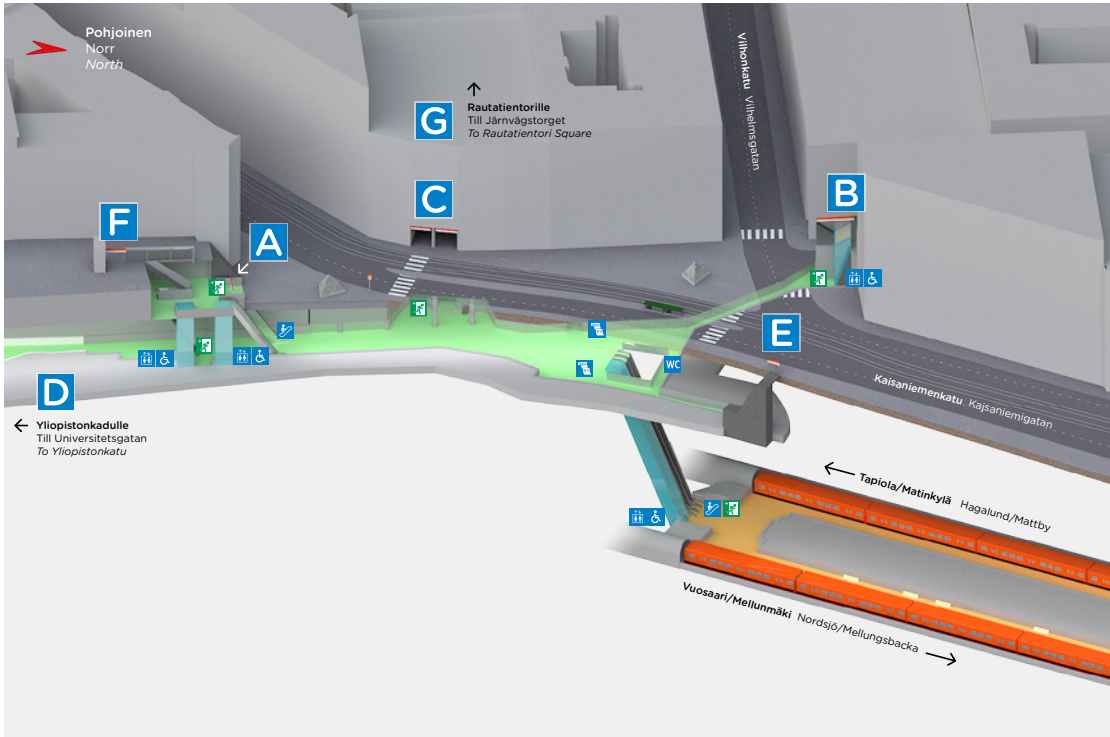 Pohjoinen
Norr
North
Vilhonkatu Vilhelmsgatan
G
Rautatientorille
Till Järnvägstorget
To Rautatientori Square
C
B
F
A
E
WC
D
Yliopistonkadulle
Till Universitetsgatan
To Yliopistonkatu
Kaisaniemenkatu Kajsaniemigatan
Tapiola/Matinkylä Hagalund/Mattby
Vuosaari/Mellunmäki Nordsjö/Mellungsbacka